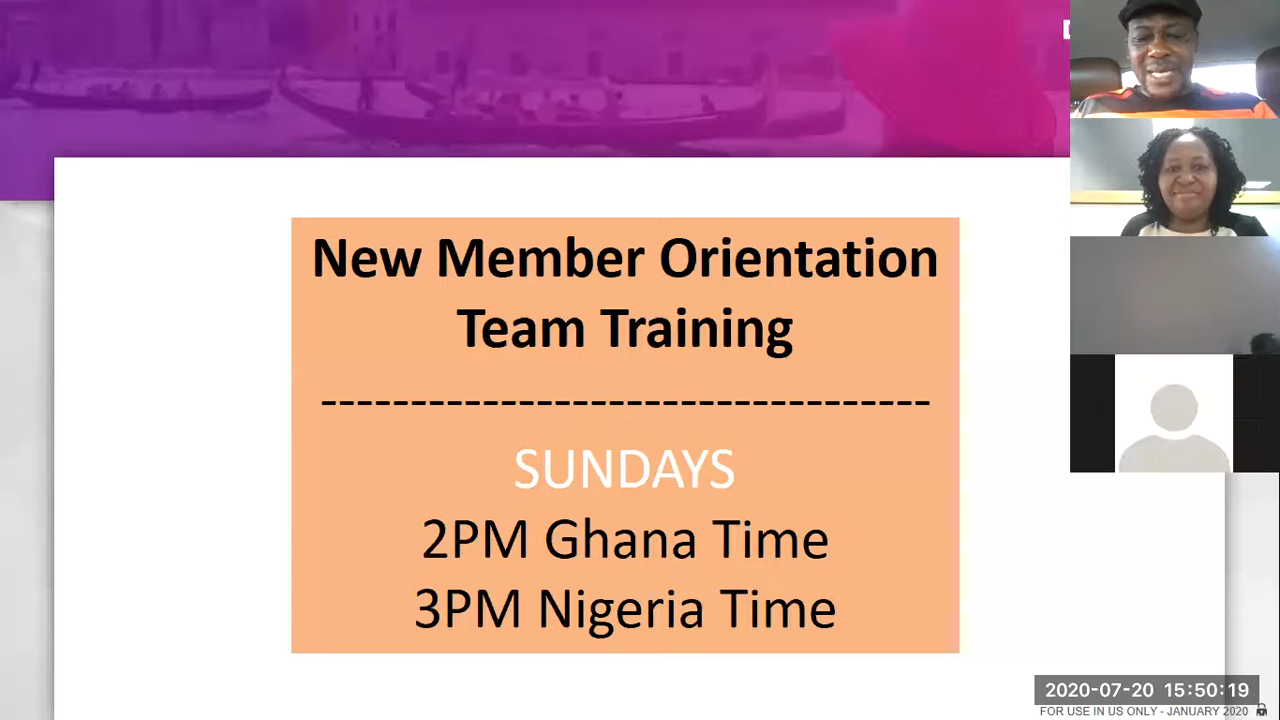 New Member Orientation
Team Training
----------------------------------
SUNDAYS
2PM Ghana Time
3PM Nigeria Time
2020-07-20 15:50:19
FOR USE IN US ONLY - JANUARY 2020